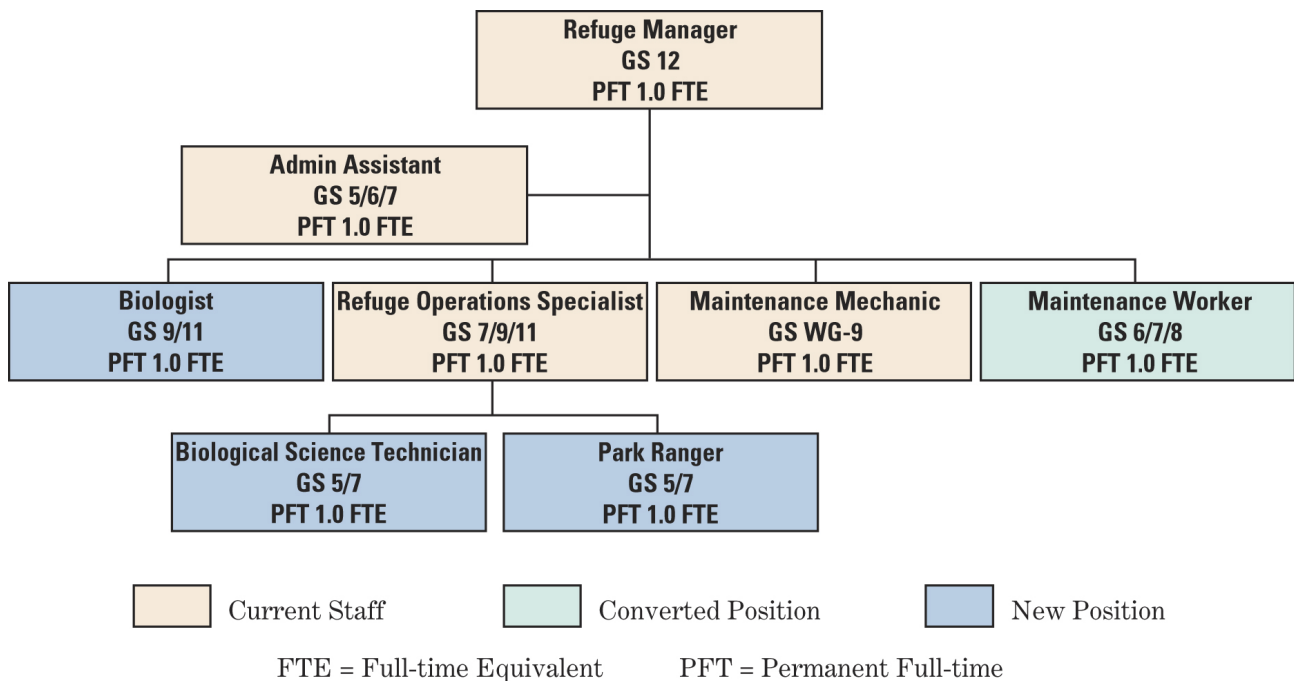 Refuge Manager
GS 12
PFT 1.0 FTE
Admin Assistant
GS 5/6/7
PFT 1.0 FTE
Biologist
GS 9/11
PFT 1.0 FTE
Refuge Operations Specialist
GS 7/9/11
PFT 1.0 FTE
Maintenance Mechanic
GS WG-9
PFT 1.0 FTE
Maintenance Worker
GS 6/7/8
PFT 1.0 FTE
Biological Science Technician
GS 5/7
PFT 1.0 FTE
Park Ranger
GS 5/7
PFT 1.0 FTE
Current Staff
Converted Position
New Position
FTE = Full-time Equivalent
PFT = Permanent Full-time